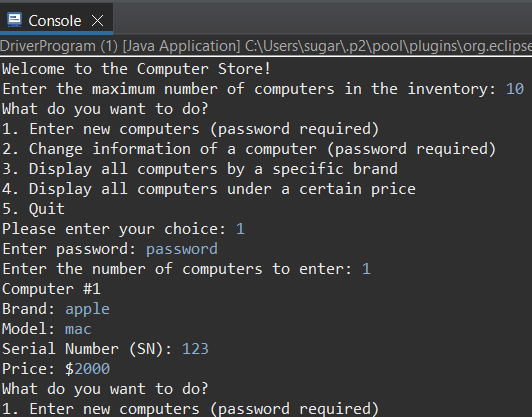 Console
DriverProgram (1) [Java Application] C:\Users\sugar\.p2\pool\plugins\org.eclipse
Welcome to the Computer Store!
Enter the maximum number of computers in the inventory: 10
What do you want to do?
1. Enter new computers (password required)
2. Change information of a computer (password required)
3. Display all computers by a specific brand
4. Display all computers under a certain price
5. Quit
Please enter your choice: 1
Enter password: password
Enter the number of computers to enter: 1
Computer #1
Brand: apple
Model: mac
Serial Number (SN): 123
Price: $2000
What do you want to do?
1. Enter new computers (password required)